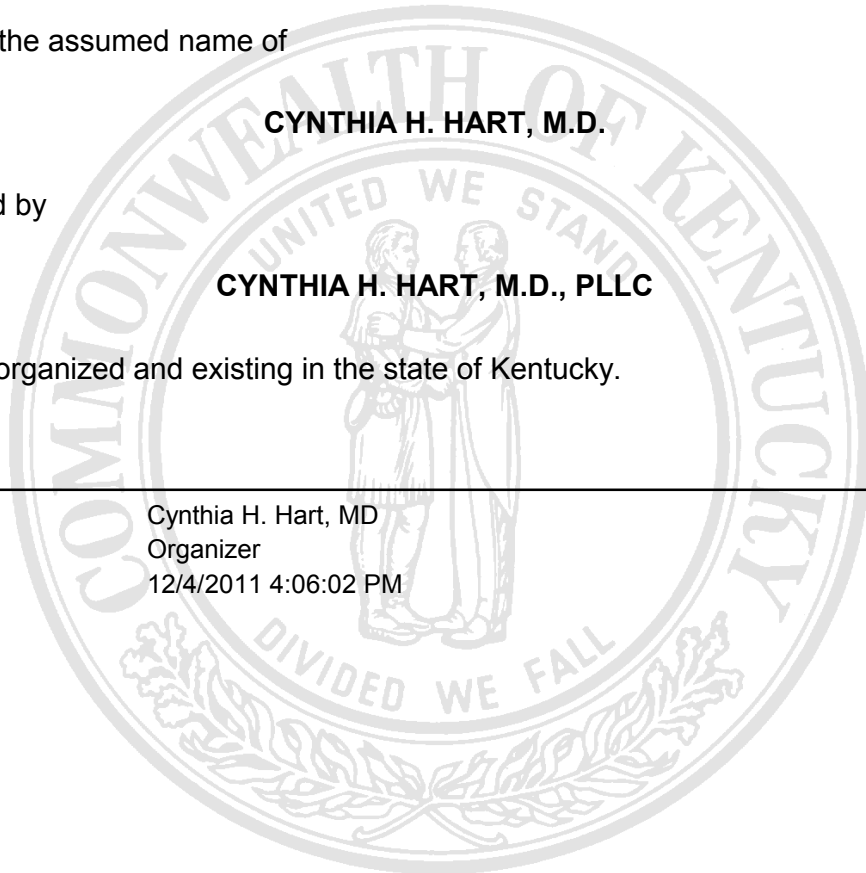 the assumed name of
CYNTHIA H. HART, M.D.
d by
CYNTHIA H. HART, M.D., PLLC
organized and existing in the state of Kentucky.
Cynthia H. Hart, MD
Organizer
12/4/2011 4:06:02 PM
COMMONWEALTH OF KENTUCKY
UNITED WE STAND
DIVIDED WE FALL